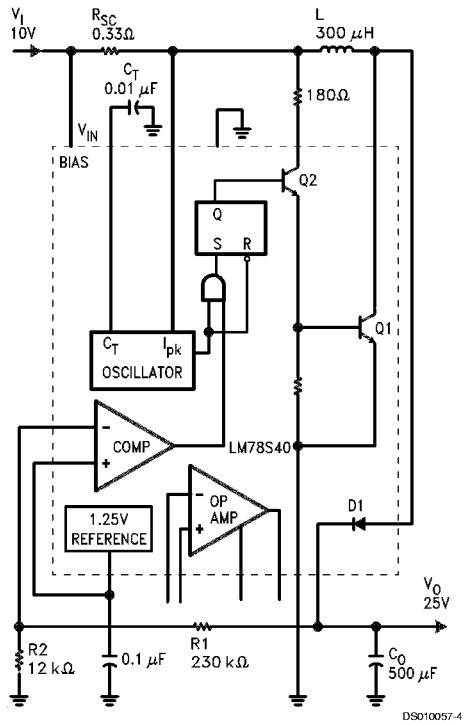 V_I
10V
R_SC
0.33Ω
L
300 μH
C_T
0.01 μF
180Ω
V_IN
BIAS
Q2
Q
S R
Q1
C_T I_pk
OSCILLATOR
−
COMP
+
LM78S40
−
OP
AMP
+
1.25V
REFERENCE
D1
V_O
25V
R2
12 kΩ
0.1 μF
R1
230 kΩ
C_O
500 μF
DS010057-4